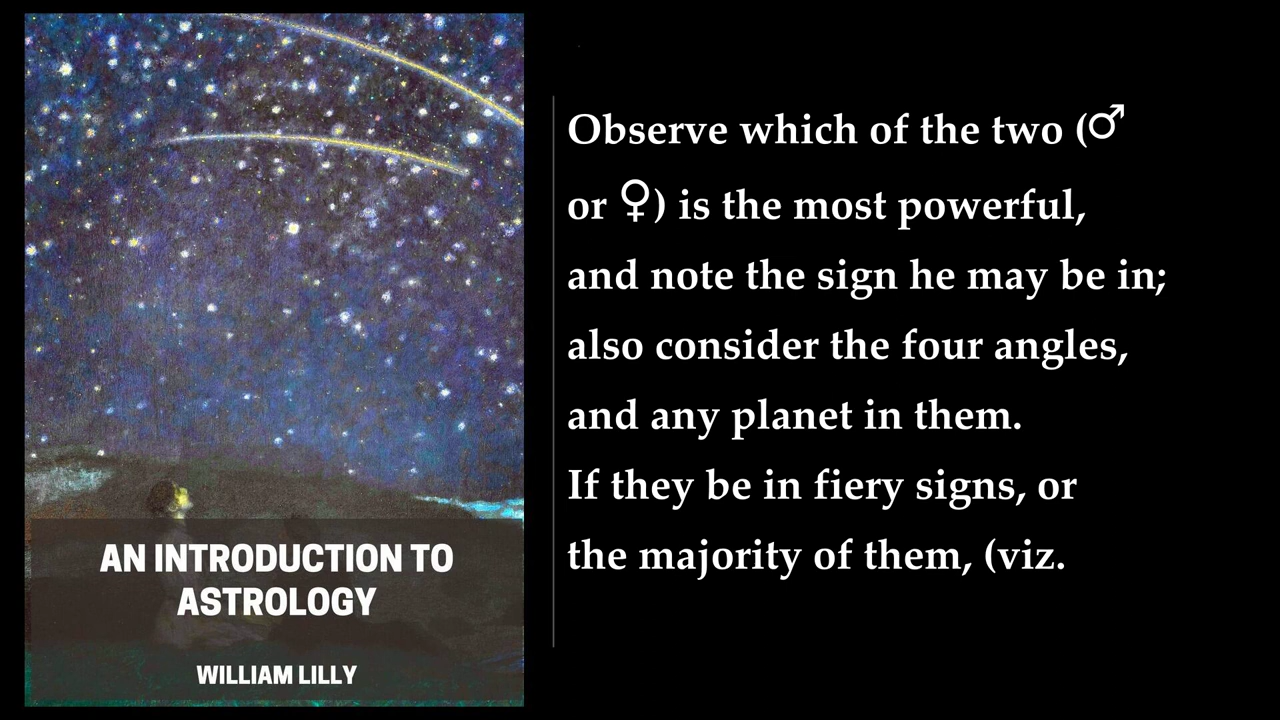 AN INTRODUCTION TO
ASTROLOGY
WILLIAM LILLY
Observe which of the two (♂
or ♀) is the most powerful,
and note the sign he may be in;
also consider the four angles,
and any planet in them.
If they be in fiery signs, or
the majority of them, (viz.